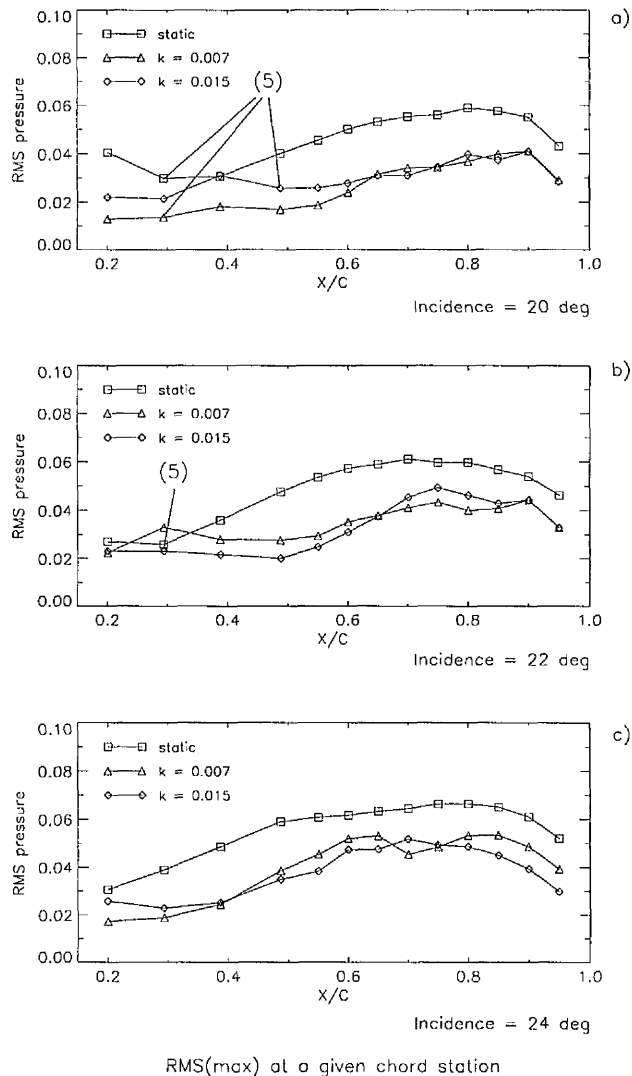 a)
0.10
0.08
0.06
0.04
0.02
0.00
RMS pressure
static
k = 0.007
k = 0.015
(5)
0.2 0.4 0.6 0.8 1.0
X/C
Incidence = 20 deg
b)
0.10
0.08
0.06
0.04
0.02
0.00
RMS pressure
static
k = 0.007
k = 0.015
(5)
0.2 0.4 0.6 0.8 1.0
X/C
Incidence = 22 deg
c)
0.10
0.08
0.06
0.04
0.02
0.00
RMS pressure
static
k = 0.007
k = 0.015
0.2 0.4 0.6 0.8 1.0
X/C
Incidence = 24 deg
RMS(max) at a given chord station